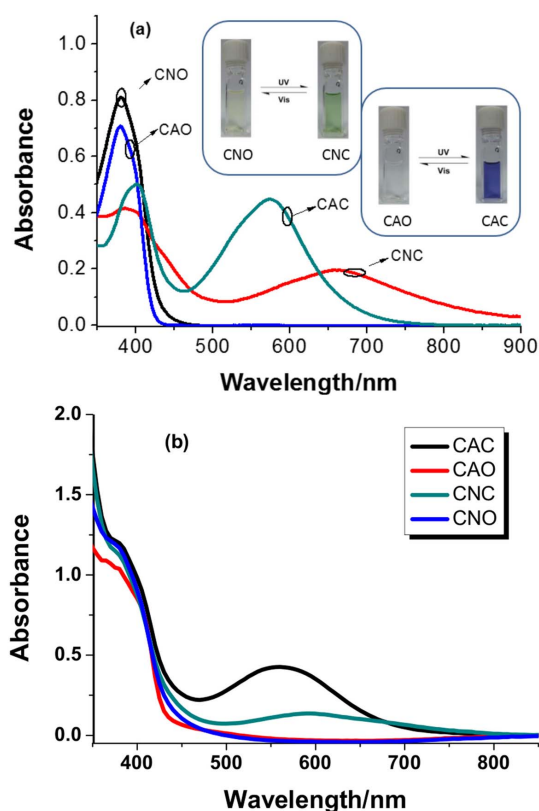 (a)
Absorbance
1.0
0.8
0.6
0.4
0.2
0.0
CNO
CAO
CAC
CNC
UV
Vis
CNO
CNC
UV
Vis
CAO
CAC
400 500 600 700 800 900
Wavelength/nm
(b)
Absorbance
2.0
1.5
1.0
0.5
0.0
CAC
CAO
CNC
CNO
400 500 600 700 800
Wavelength/nm